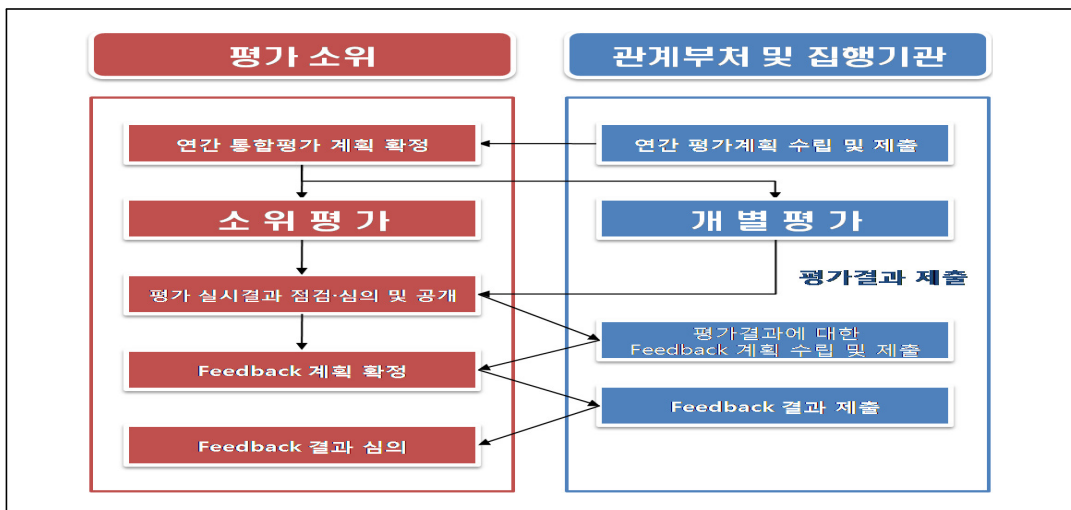 평가 소위
관계부처 및 집행기관
연간 통합평가 계획 확정
연간 평가계획 수립 및 제출
소 위 평 가
개 별 평 가
평가결과 제출
평가 실시결과 점검·심의 및 공개
평가결과에 대한
Feedback 계획 수립 및 제출
Feedback 계획 확정
Feedback 결과 제출
Feedback 결과 심의